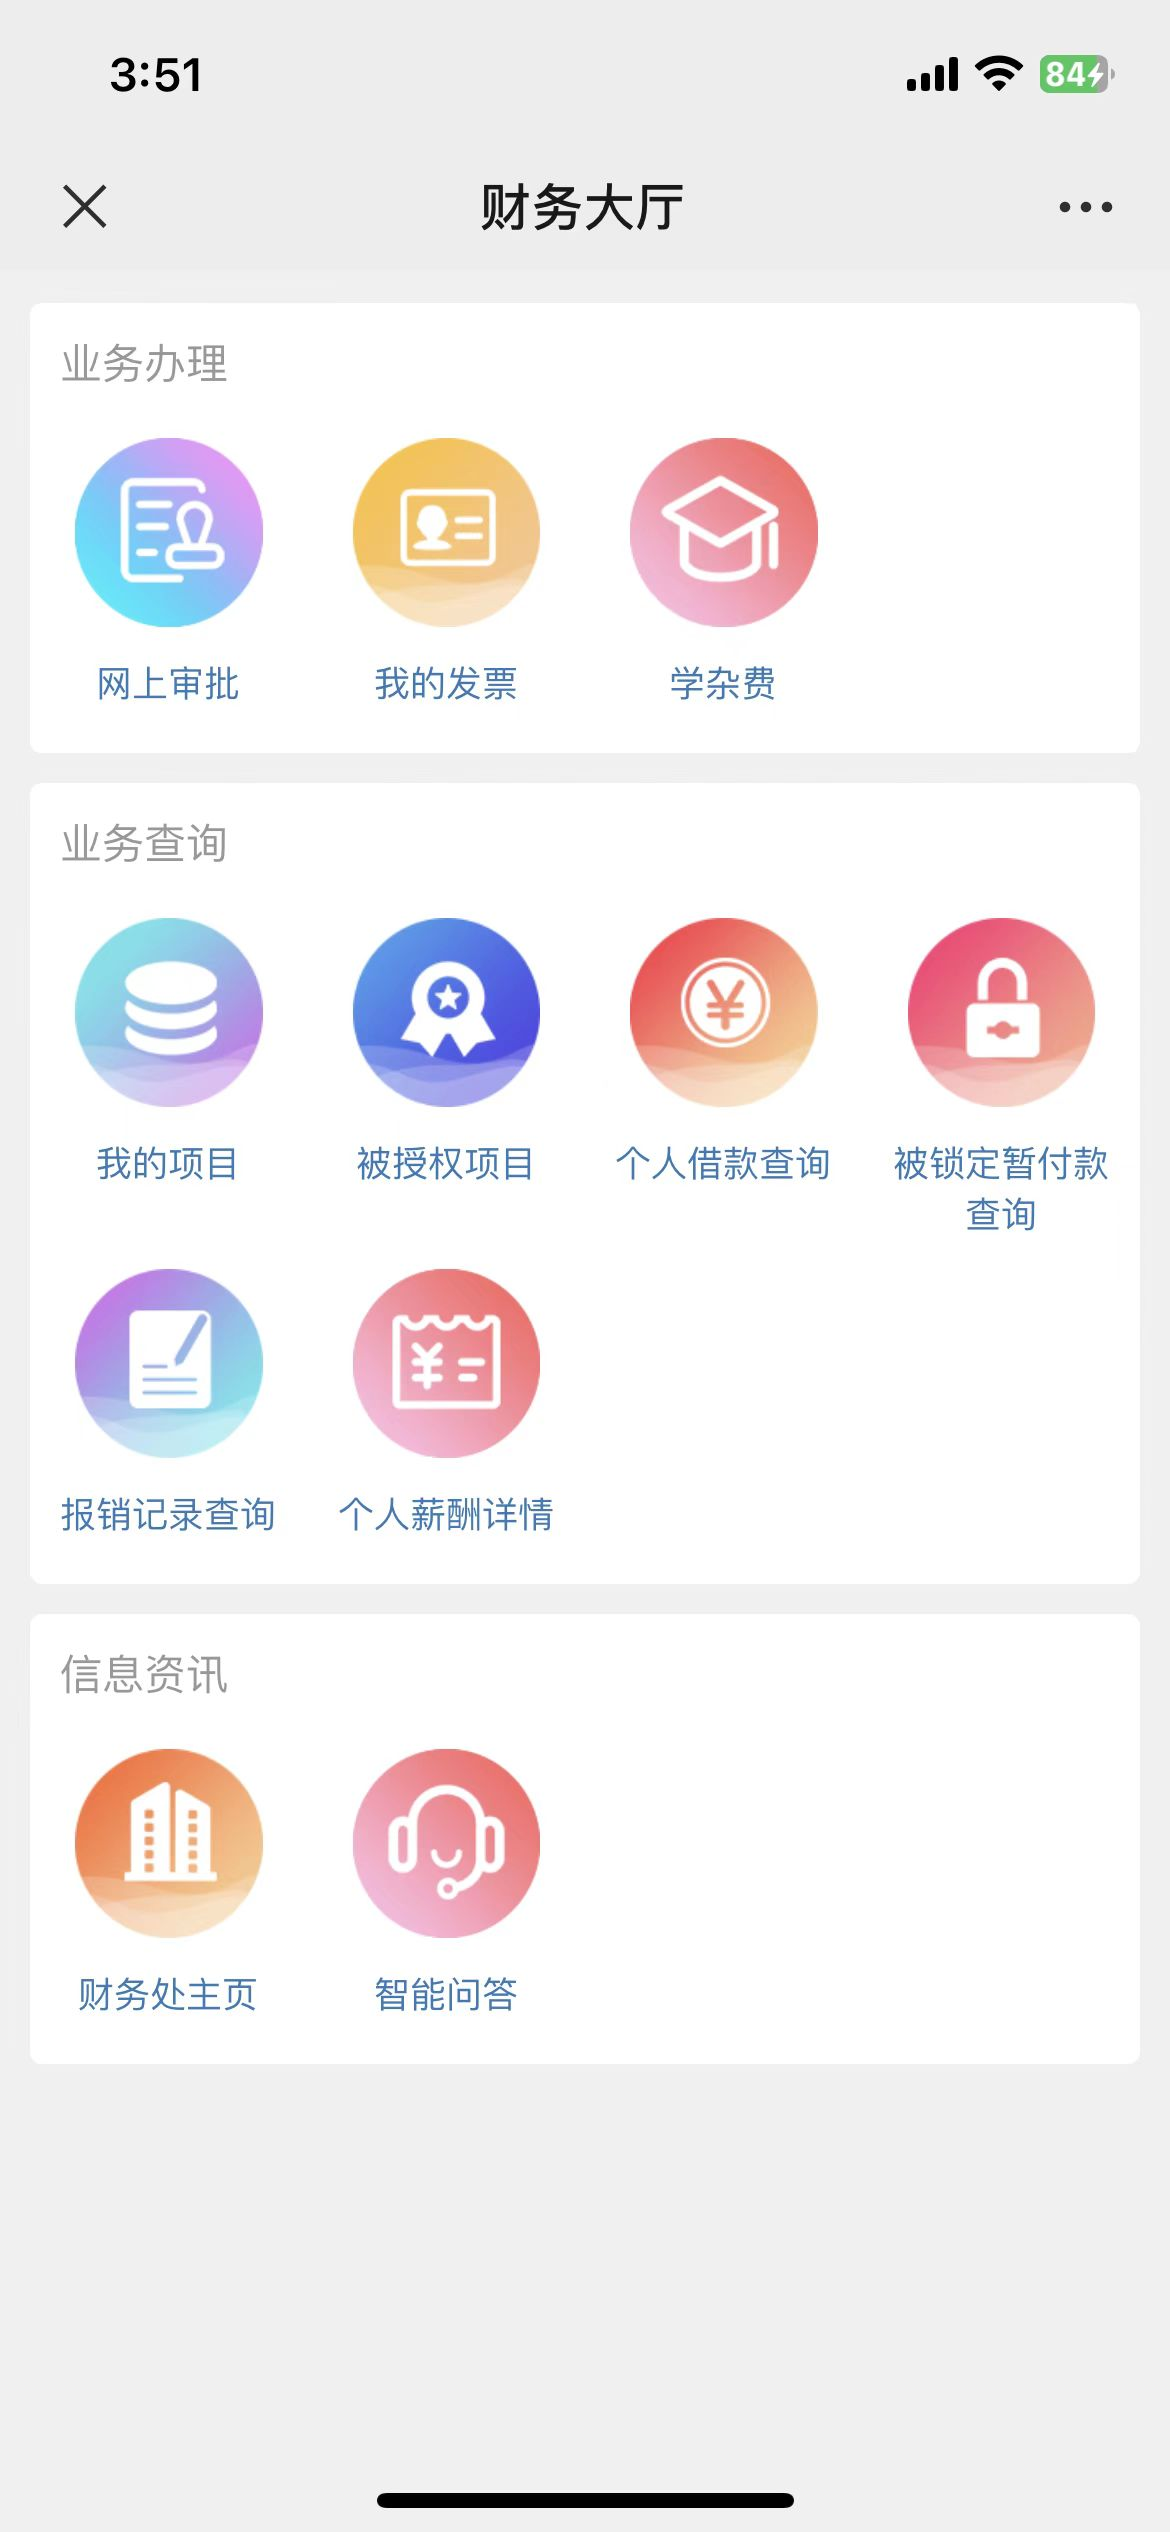 3:51
84
财务大厅
业务办理
网上审批
我的发票
学杂费
业务查询
我的项目
被授权项目
个人借款查询
被锁定暂付款
查询
报销记录查询
个人薪酬详情
信息资讯
财务处主页
智能问答